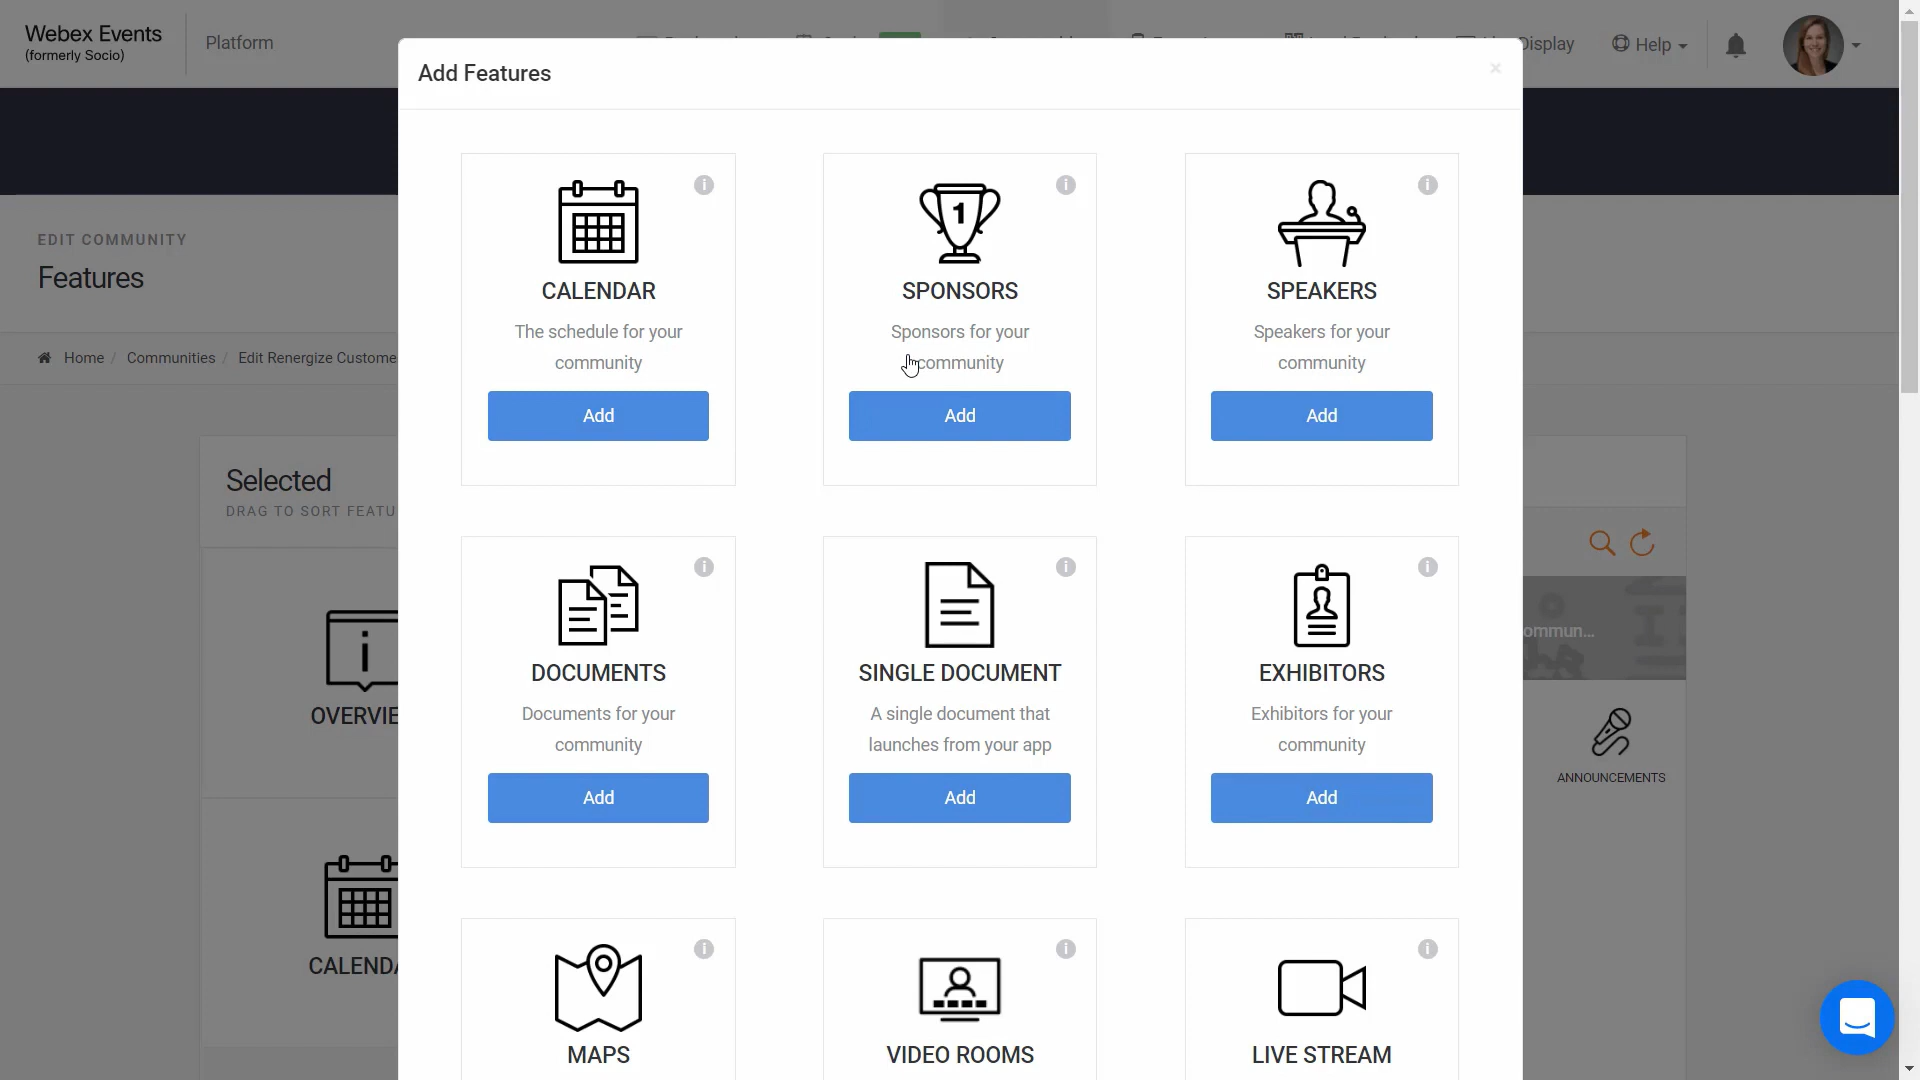 Webex Events
(formerly Socio)
Platform
Display
Help
Add Features
×
EDIT COMMUNITY
Features
Home / Communities / Edit Renergize Custome
Selected
DRAG TO SORT FEATU
OVERVIE
CALENDA
CALENDAR
The schedule for your
community
Add
1
SPONSORS
Sponsors for your
community
Add
SPEAKERS
Speakers for your
community
Add
DOCUMENTS
Documents for your
community
Add
SINGLE DOCUMENT
A single document that
launches from your app
Add
EXHIBITORS
Exhibitors for your
community
Add
MAPS
VIDEO ROOMS
LIVE STREAM
ommun...
ANNOUNCEMENTS